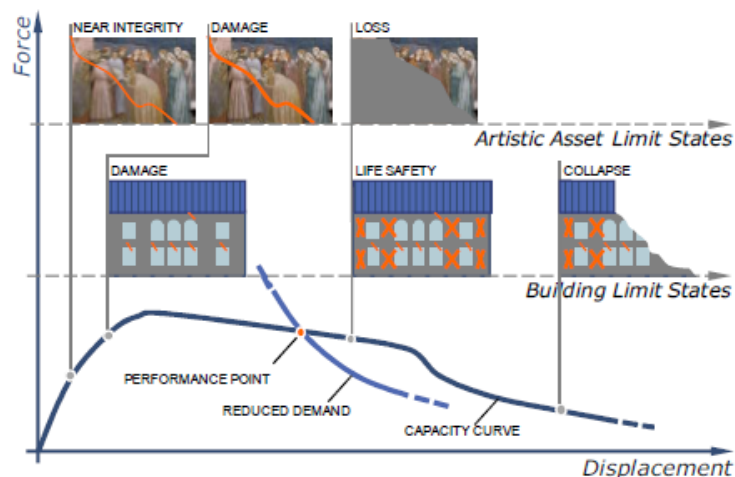 Force
NEAR INTEGRITY
DAMAGE
LOSS
Artistic Asset Limit States
DAMAGE
LIFE SAFETY
COLLAPSE
Building Limit States
PERFORMANCE POINT
REDUCED DEMAND
CAPACITY CURVE
Displacement